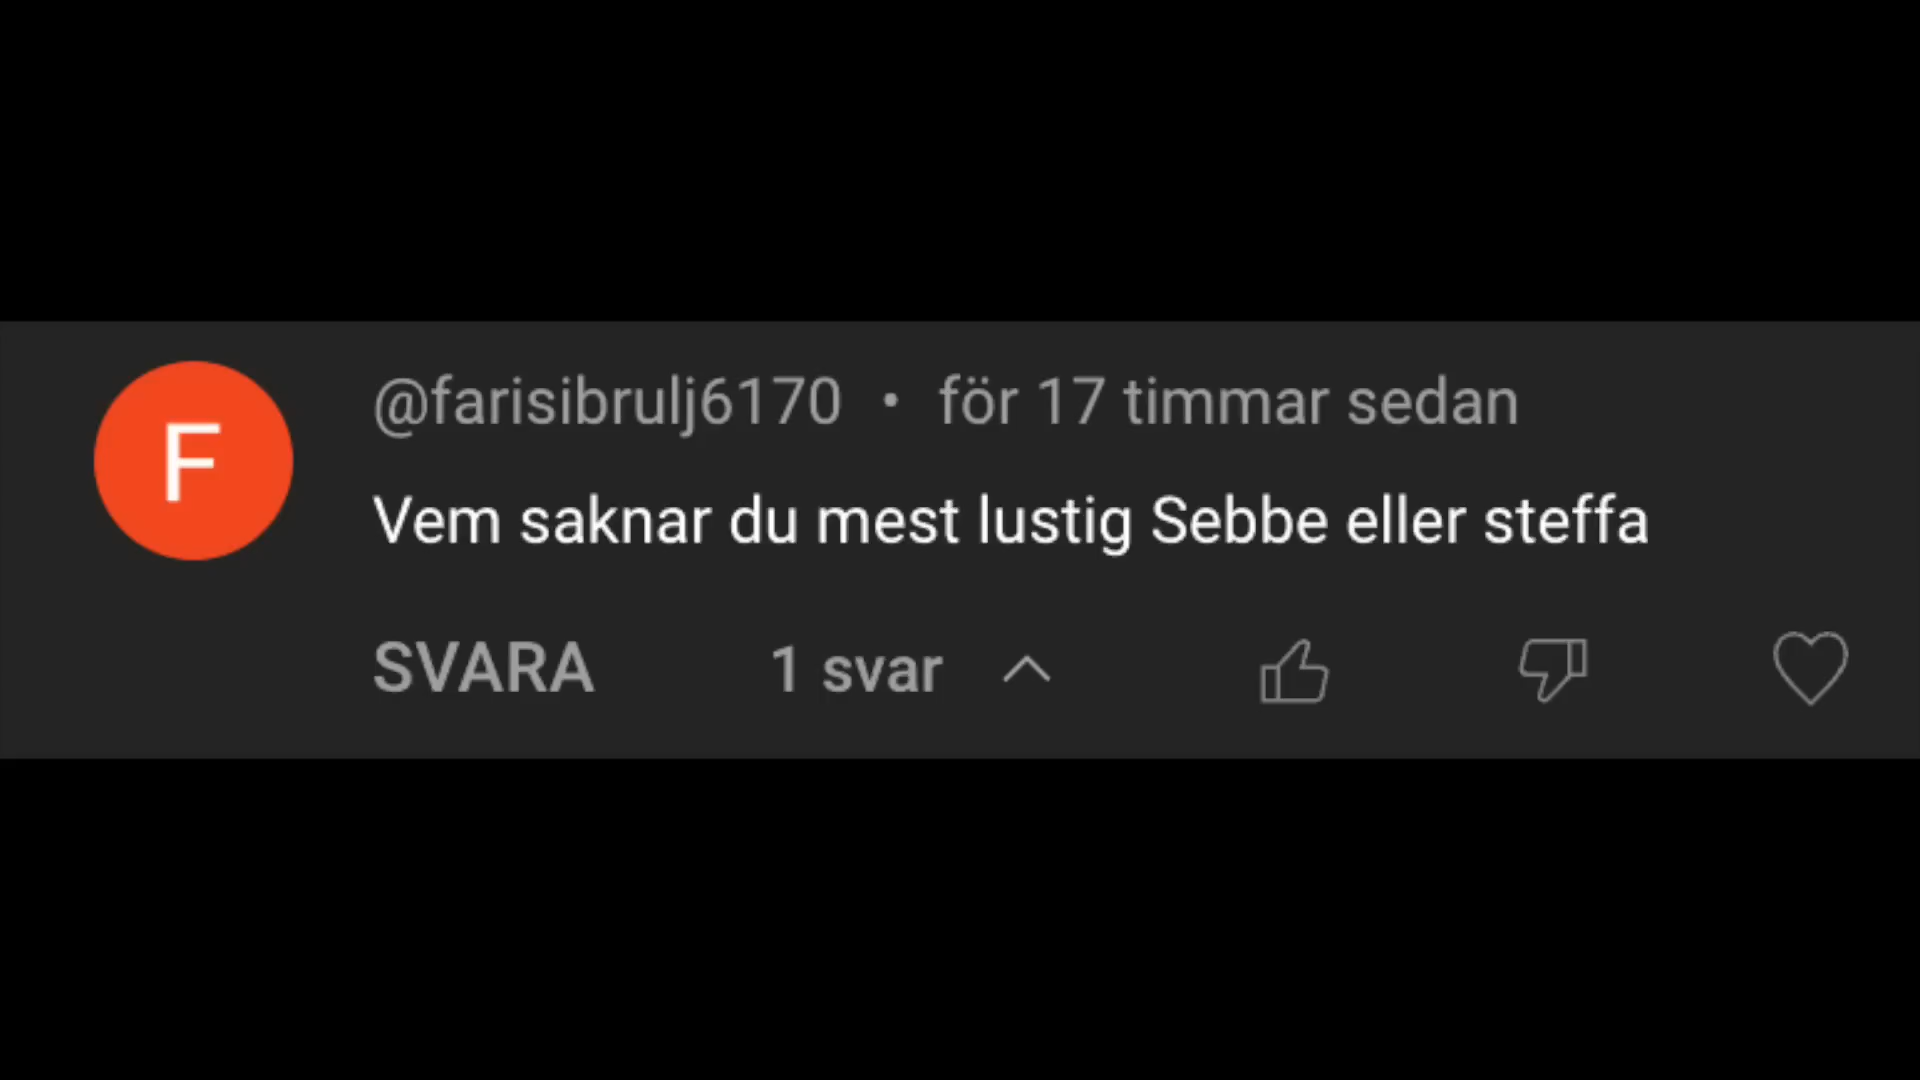 F
@farisibrulj6170 • för 17 timmar sedan
Vem saknar du mest lustig Sebbe eller steffa
SVARA 1 svar